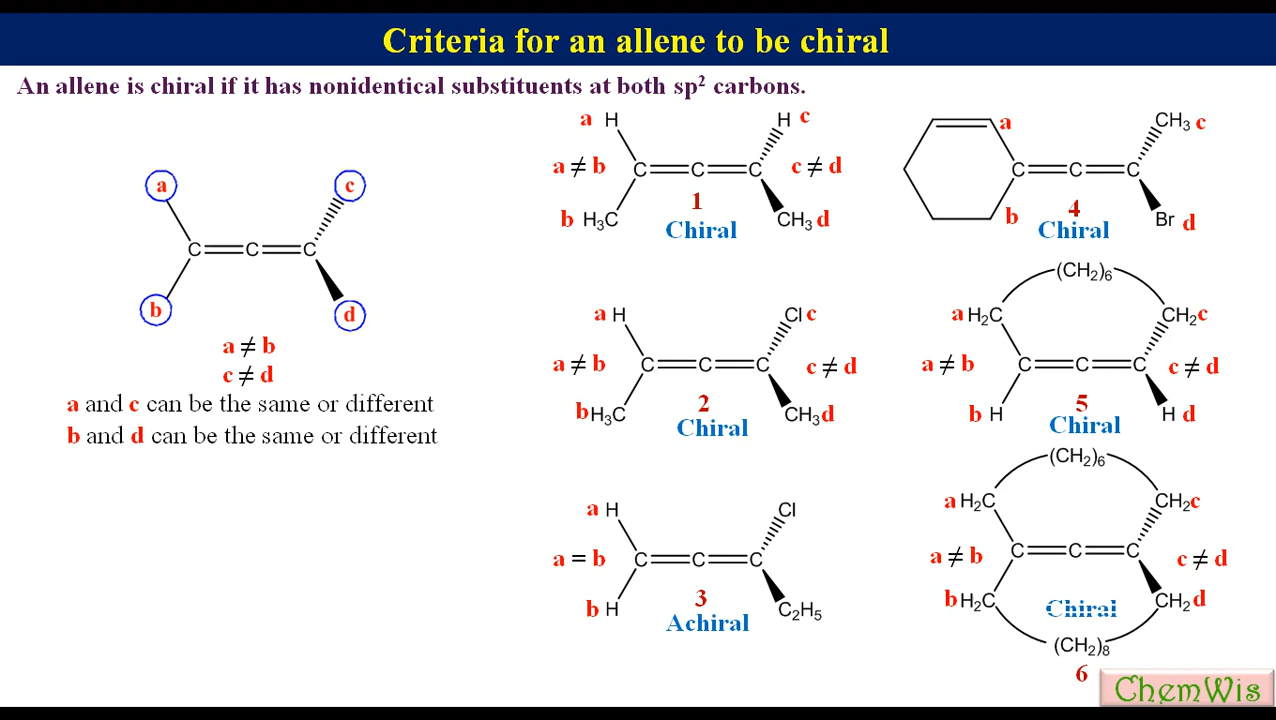 Criteria for an allene to be chiral
An allene is chiral if it has nonidentical substituents at both sp² carbons.
a
c
C C C
b
d
a ≠ b
c ≠ d
a and c can be the same or different
b and d can be the same or different
a H
H c
a ≠ b
C C C
c ≠ d
b H₃C
1
CH₃ d
Chiral
a H
Cl c
a ≠ b
C C C
c ≠ d
b H₃C
2
CH₃ d
Chiral
a H
Cl
a = b
C C C
b H
3
C₂H₅
Achiral
a
CH₃ c
C C C
b
4
Br d
Chiral
(CH₂)₆
a H₂C
CH₂ c
a ≠ b
C C C
c ≠ d
b H
5
H d
Chiral
(CH₂)₆
a H₂C
CH₂ c
a ≠ b
C C C
c ≠ d
b H₂C
Chiral
CH₂ d
(CH₂)₈
6
ChemWis